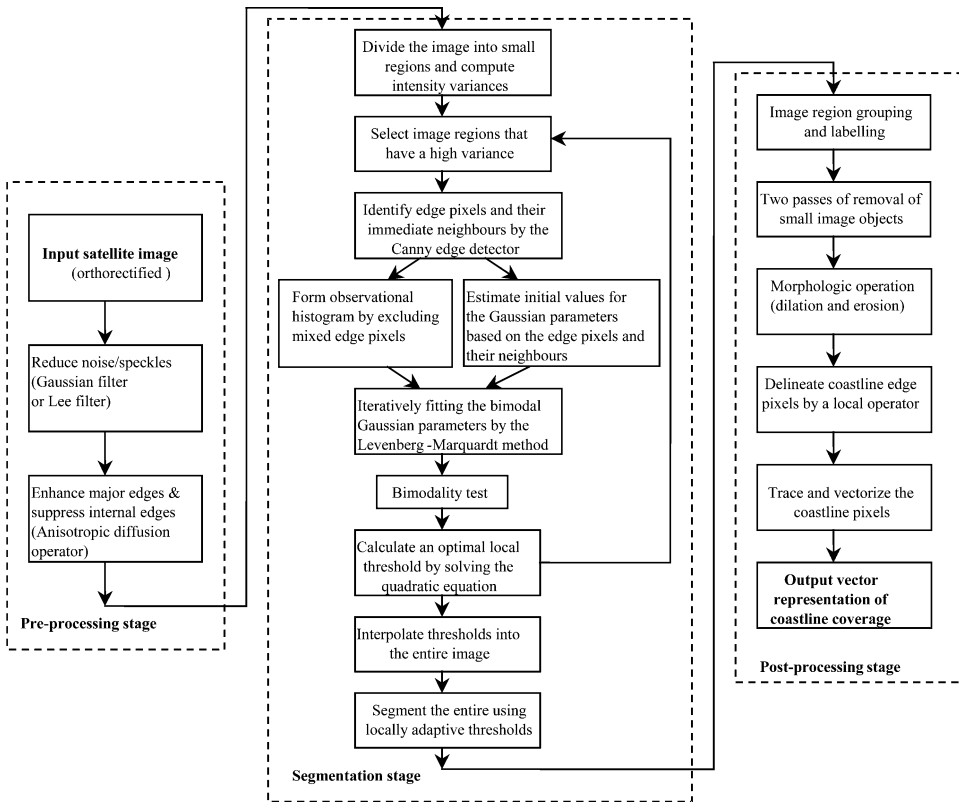 Input satellite image
(orthorectified )
Reduce noise/speckles
(Gaussian filter
or Lee filter)
Enhance major edges &
suppress internal edges
(Anisotropic diffusion
operator)
Pre-processing stage
Divide the image into small
regions and compute
intensity variances
Select image regions that
have a high variance
Identify edge pixels and their
immediate neighbours by the
Canny edge detector
Form observational
histogram by excluding
mixed edge pixels
Estimate initial values for
the Gaussian parameters
based on the edge pixels and
their neighbours
Iteratively fitting the bimodal
Gaussian parameters by the
Levenberg -Marquardt method
Bimodality test
Calculate an optimal local
threshold by solving the
quadratic equation
Interpolate thresholds into
the entire image
Segment the entire using
locally adaptive thresholds
Segmentation stage
Image region grouping
and labelling
Two passes of removal of
small image objects
Morphologic operation
(dilation and erosion)
Delineate coastline edge
pixels by a local operator
Trace and vectorize the
coastline pixels
Output vector
representation of
coastline coverage
Post-processing stage